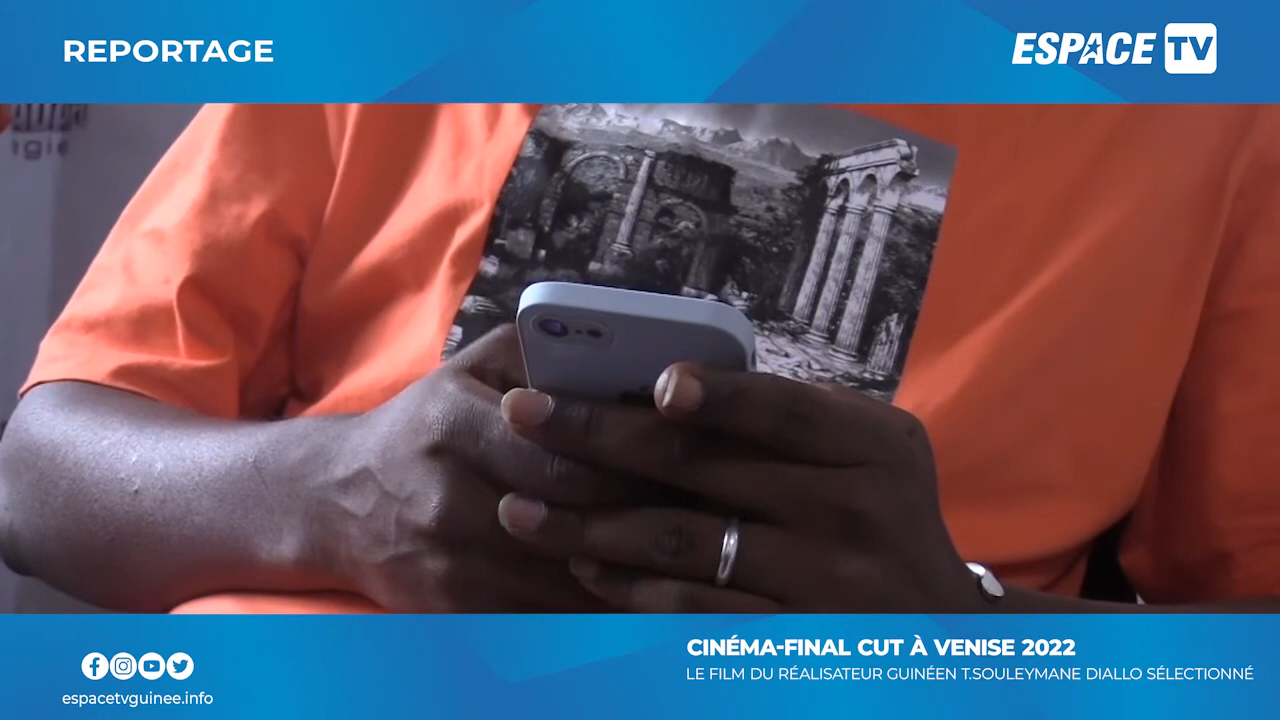 REPORTAGE
ESPACE TV
CINÉMA-FINAL CUT À VENISE 2022
LE FILM DU RÉALISATEUR GUINÉEN T.SOULEYMANE DIALLO SÉLECTIONNÉ
espacetvguinee.info